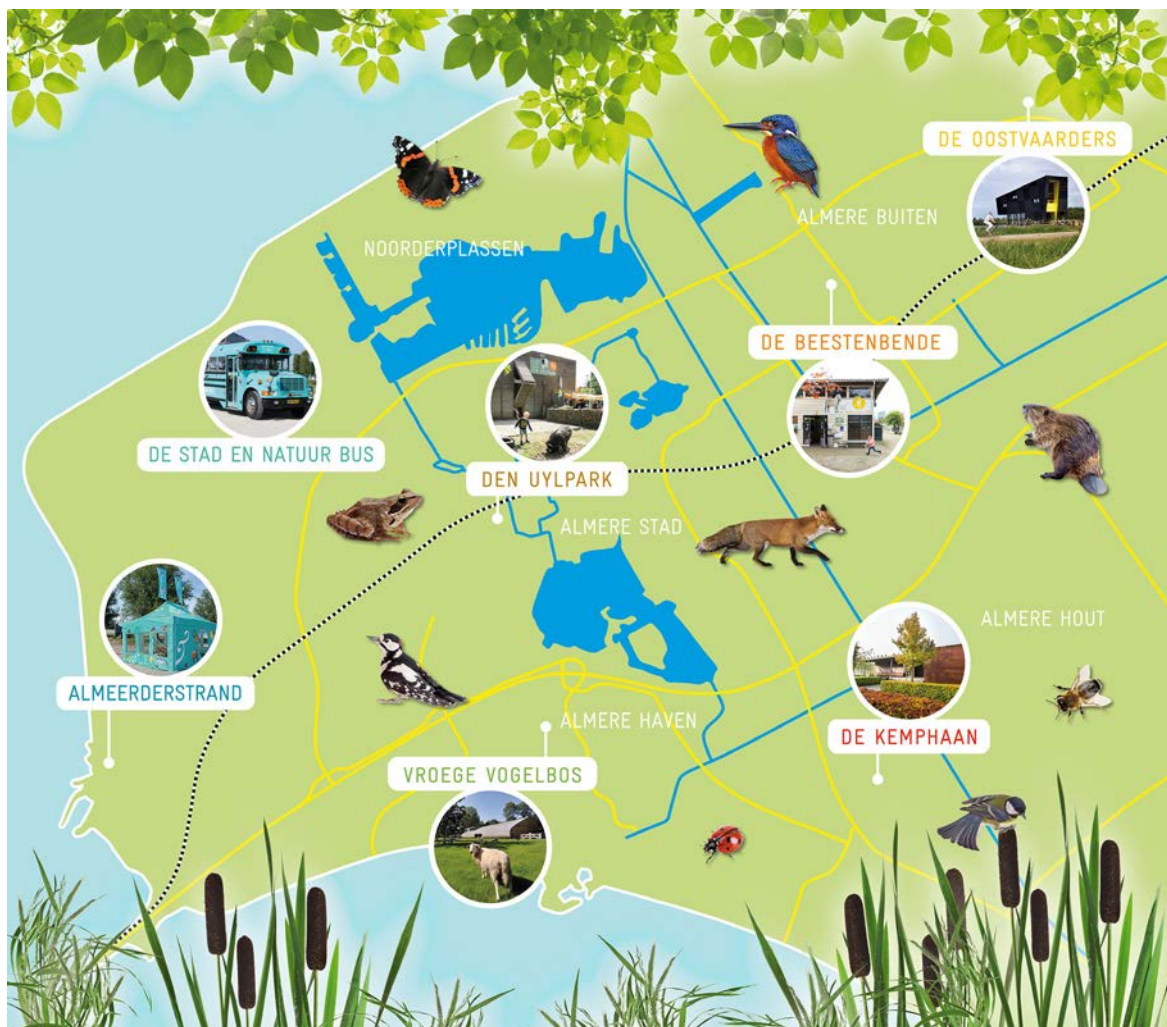 DE OOSTVAARDERS
ALMERE BUITEN
NOORDERPLASSEN
DE BEESTENBENDE
DE STAD EN NATUUR BUS
DEN UYLPARK
ALMERE STAD
ALMERE HOUT
ALMEERDERSTRAND
ALMERE HAVEN
DE KEMPHAAN
VROEGE VOGELBOS